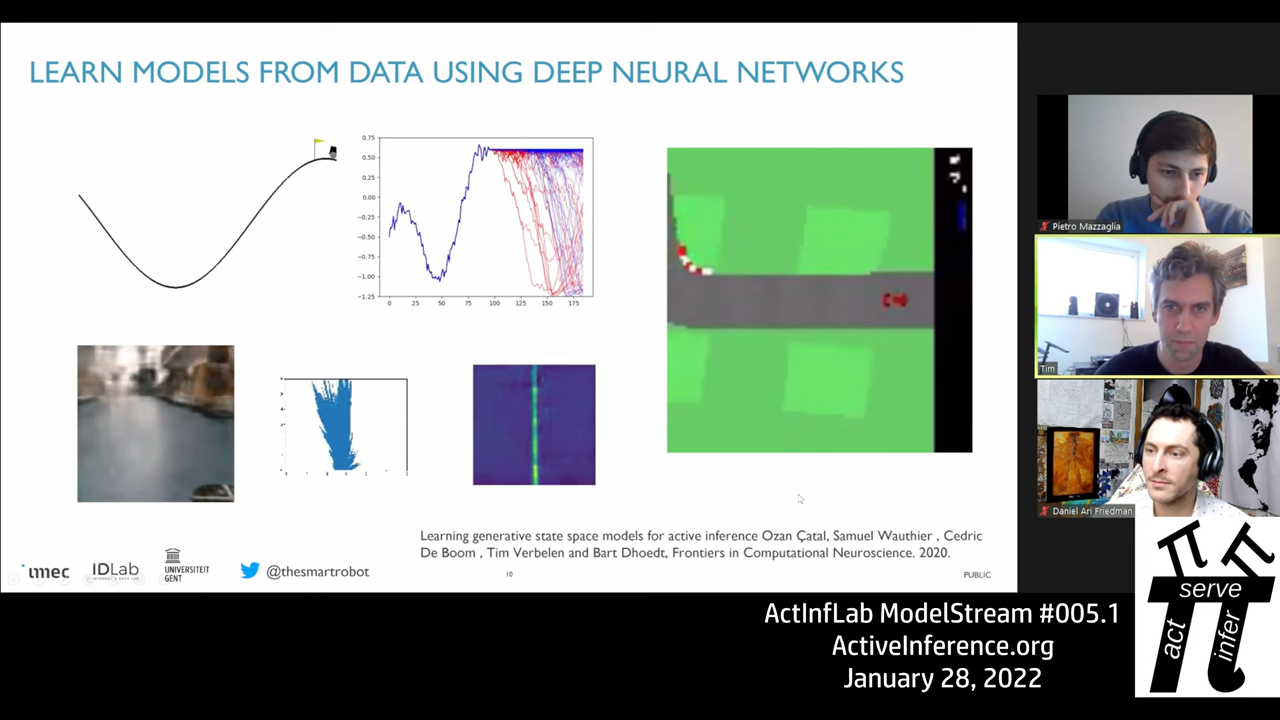 LEARN MODELS FROM DATA USING DEEP NEURAL NETWORKS
0.75
0.50
0.25
0.00
−0.25
−0.50
−0.75
−1.00
−1.25
0 25 50 75 100 125 150 175
Learning generative state space models for active inference Ozan Çatal, Samuel Wauthier , Cedric
De Boom , Tim Verbelen and Bart Dhoedt, Frontiers in Computational Neuroscience. 2020.
imec
IDLab
INTERNET & DATA LAB
UNIVERSITEIT
GENT
@thesmartrobot
10
PUBLIC
Pietro Mazzaglia
Tim
Daniel Ari Friedman
ActInfLab ModelStream #005.1
ActiveInference.org
January 28, 2022
serve
act
infer